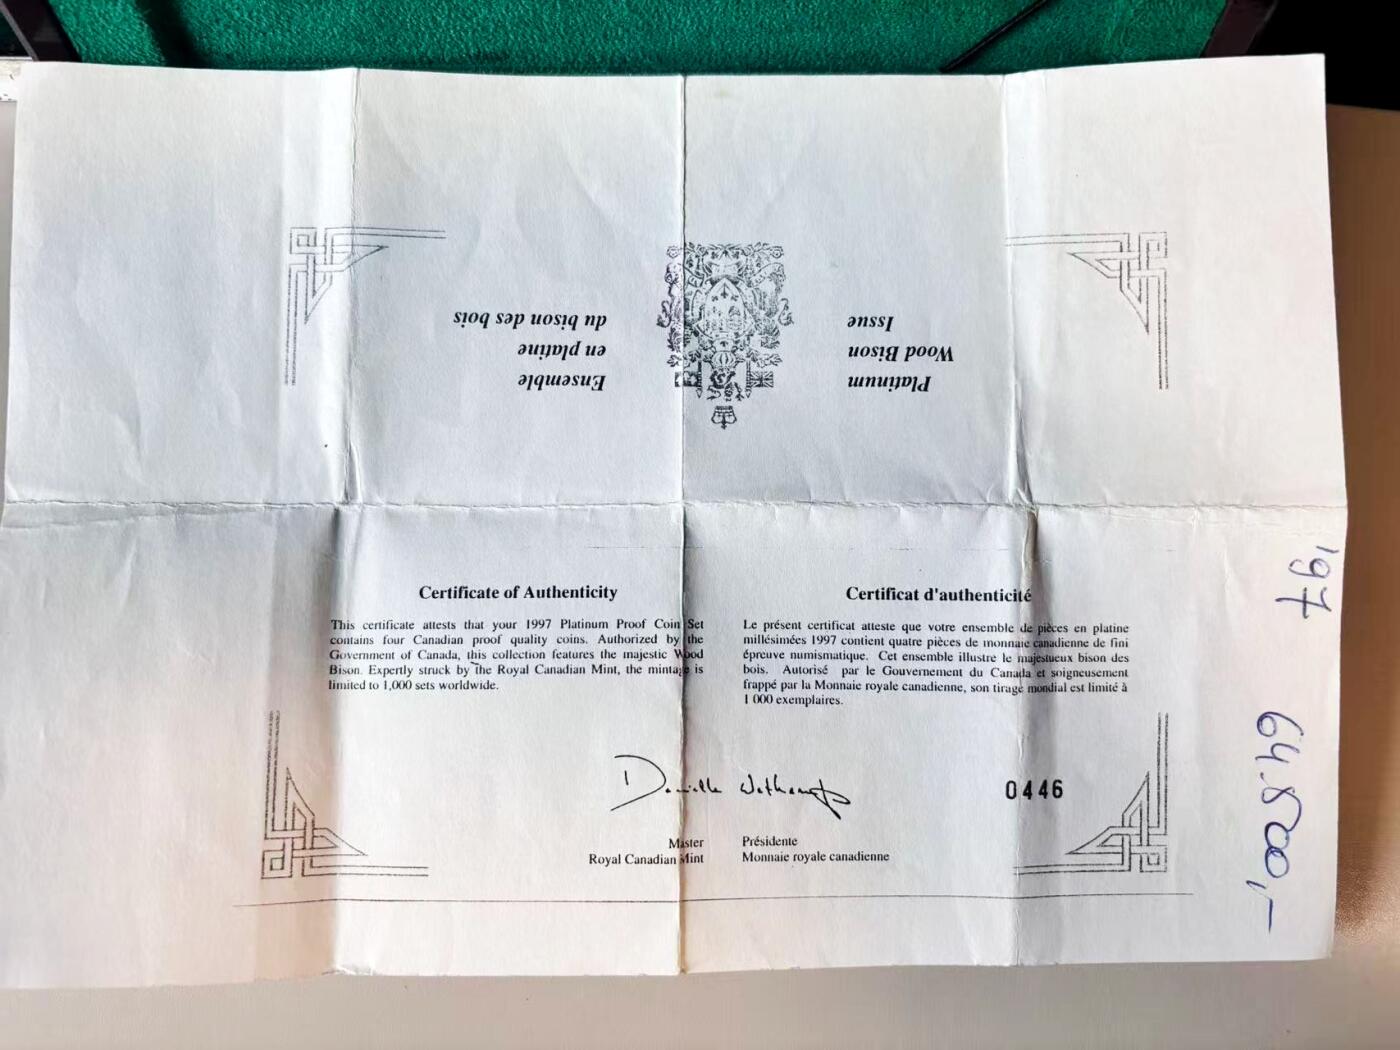 Ensemble
en platine
du bison des bois
Platinum
Wood Bison
Issue
Certificate of Authenticity
This certificate attests that your 1997 Platinum Proof Coin Set
contains four Canadian proof quality coins. Authorized by the
Government of Canada, this collection features the majestic Wood
Bison. Expertly struck by The Royal Canadian Mint, the mintage is
limited to 1,000 sets worldwide.
Certificat d'authenticité
Le présent certificat atteste que votre ensemble de pièces en platine
millésimées 1997 contient quatre pièces de monnaie canadienne de fini
épreuve numismatique. Cet ensemble illustre le majestueux bison des
bois. Autorisé par le Gouvernement du Canada et soigneusement
frappé par la Monnaie royale canadienne, son tirage mondial est limité à
1 000 exemplaires.
0446
Master
Royal Canadian Mint
Présidente
Monnaie royale canadienne
'97
64.800,-